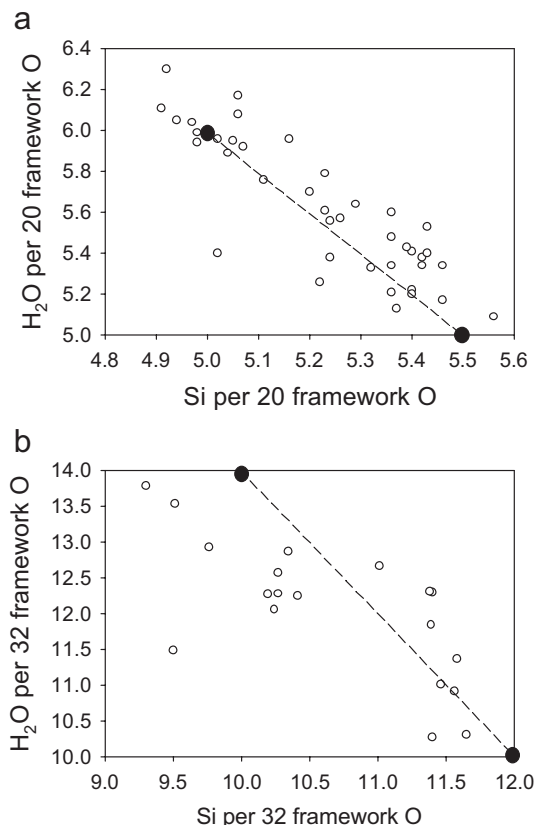 a
H₂O per 20 framework O
6.4
6.2
6.0
5.8
5.6
5.4
5.2
5.0
4.8 4.9 5.0 5.1 5.2 5.3 5.4 5.5 5.6
Si per 20 framework O
b
H₂O per 32 framework O
14.0
13.5
13.0
12.5
12.0
11.5
11.0
10.5
10.0
9.0 9.5 10.0 10.5 11.0 11.5 12.0
Si per 32 framework O